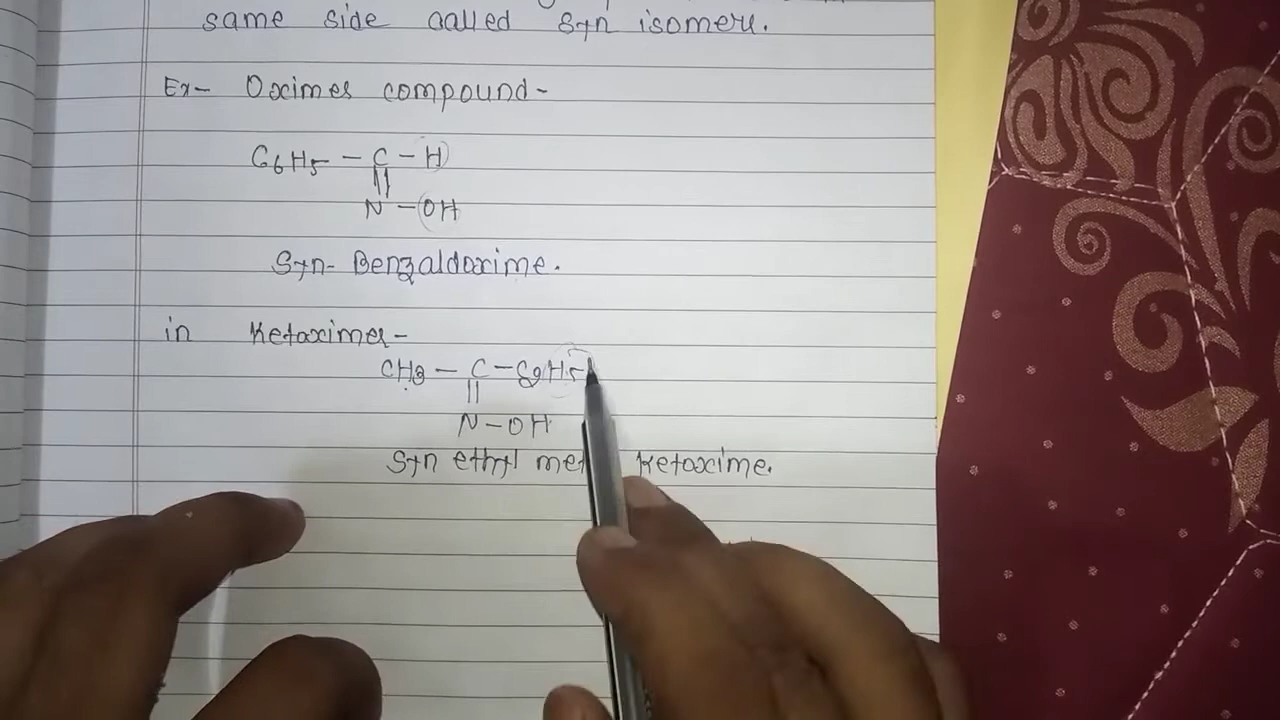 same side called syn isomer.
Ex- Oximes compound-
C6H5 - C - H
||
N - OH
Syn- Benzaldoxime.
in Ketoximes-
CH3 - C - C2H5
||
N - OH
Syn ethyl Ketoxime.